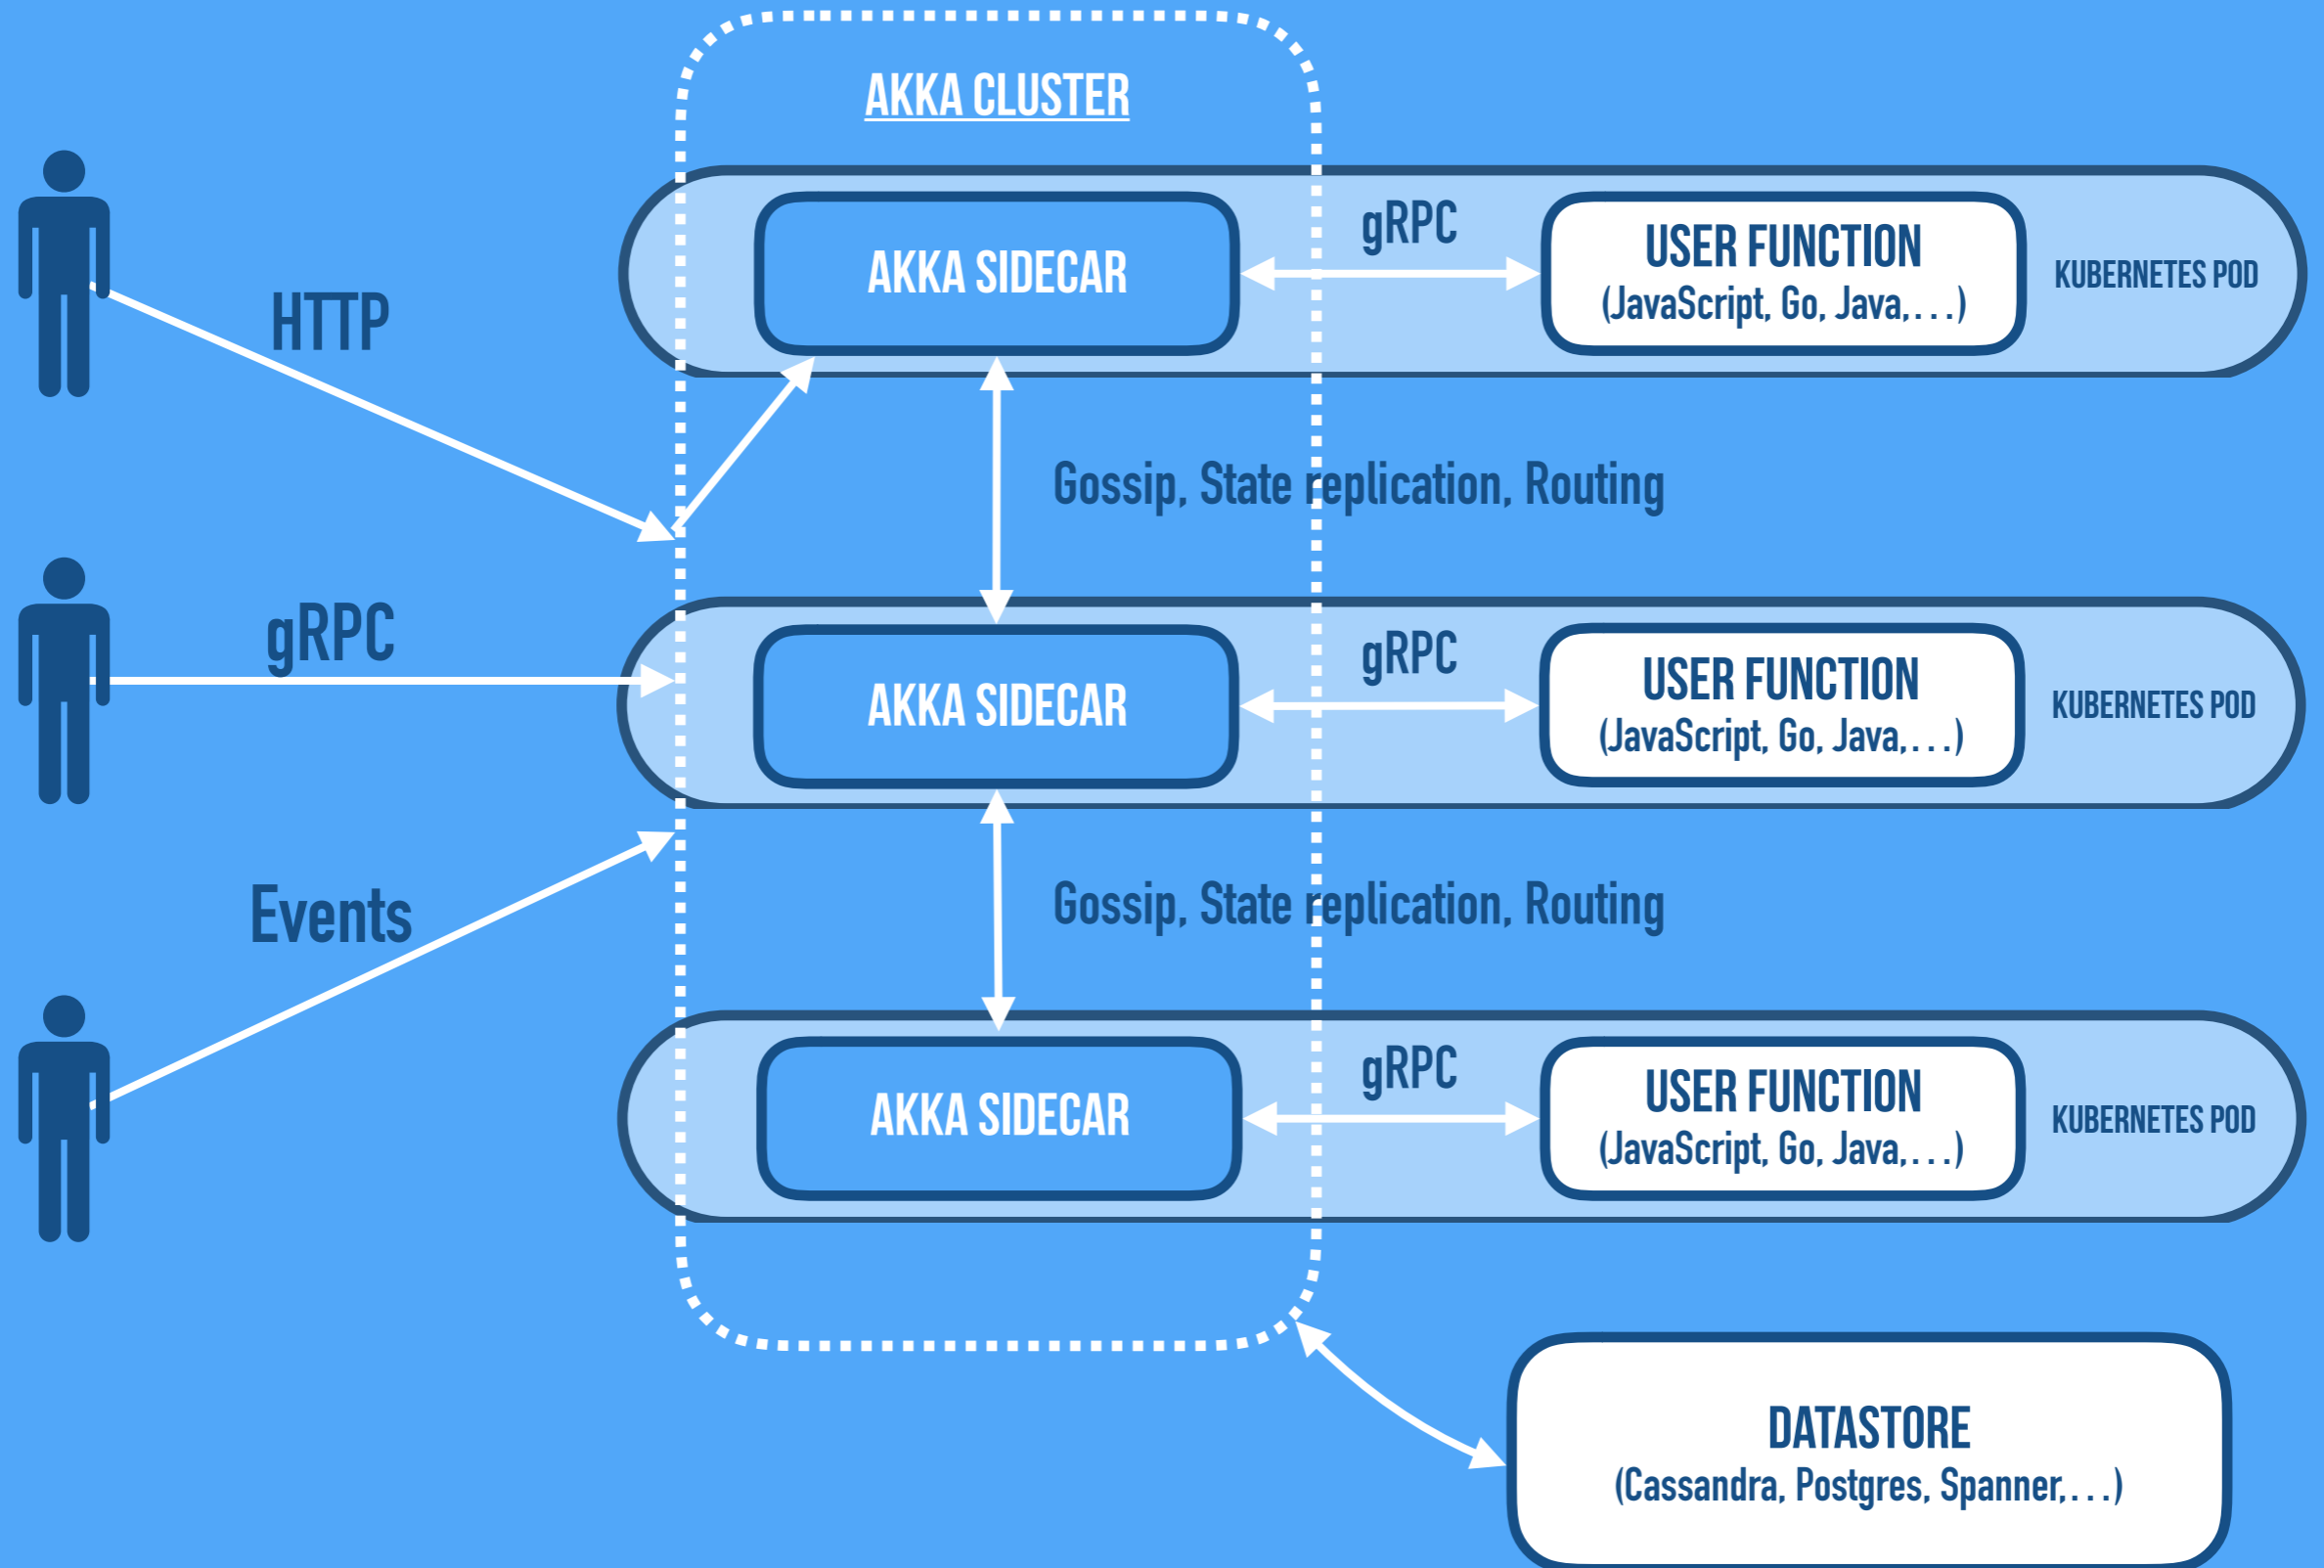 AKKA CLUSTER
HTTP
AKKA SIDECAR
gRPC
USER FUNCTION
(JavaScript, Go, Java,...)
KUBERNETES POD
Gossip, State replication, Routing
gRPC
AKKA SIDECAR
gRPC
USER FUNCTION
(JavaScript, Go, Java,...)
KUBERNETES POD
Events
Gossip, State replication, Routing
AKKA SIDECAR
gRPC
USER FUNCTION
(JavaScript, Go, Java,...)
KUBERNETES POD
DATASTORE
(Cassandra, Postgres, Spanner,...)